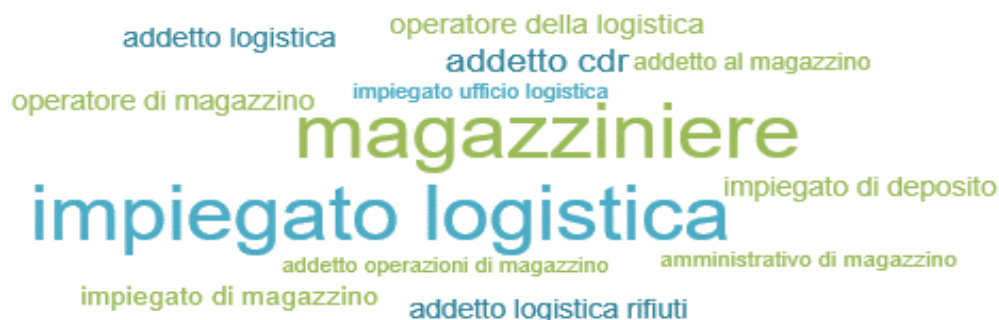 operatore della logistica
addetto logistica
addetto cdr
addetto al magazzino
impiegato ufficio logistica
operatore di magazzino
magazziniere
impiegato di deposito
impiegato logistica
addetto operazioni di magazzino
amministrativo di magazzino
impiegato di magazzino
addetto logistica rifiuti